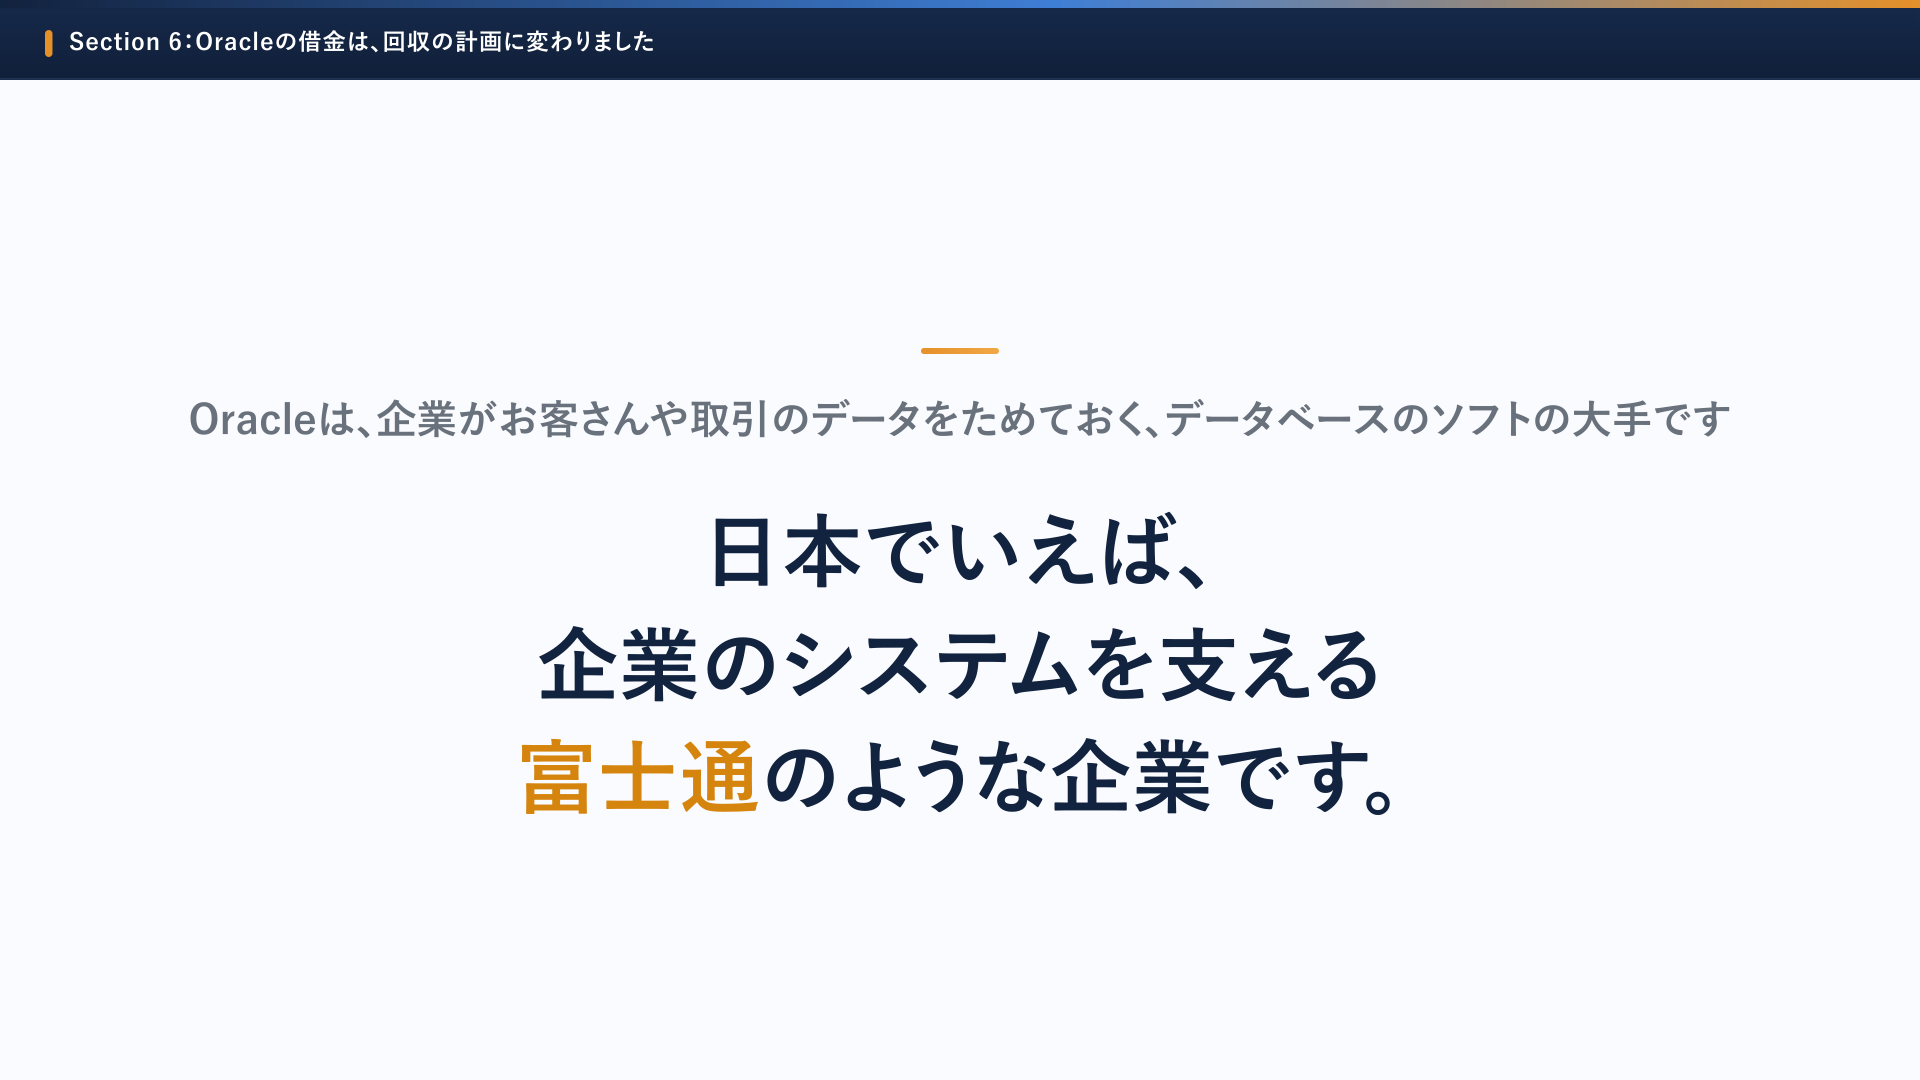 Section 6：Oracleの借金は、回収の計画に変わりました
Oracleは、企業がお客さんや取引のデータをためておく、データベースのソフトの大手です
日本でいえば、
企業のシステムを支える
富士通のような企業です。